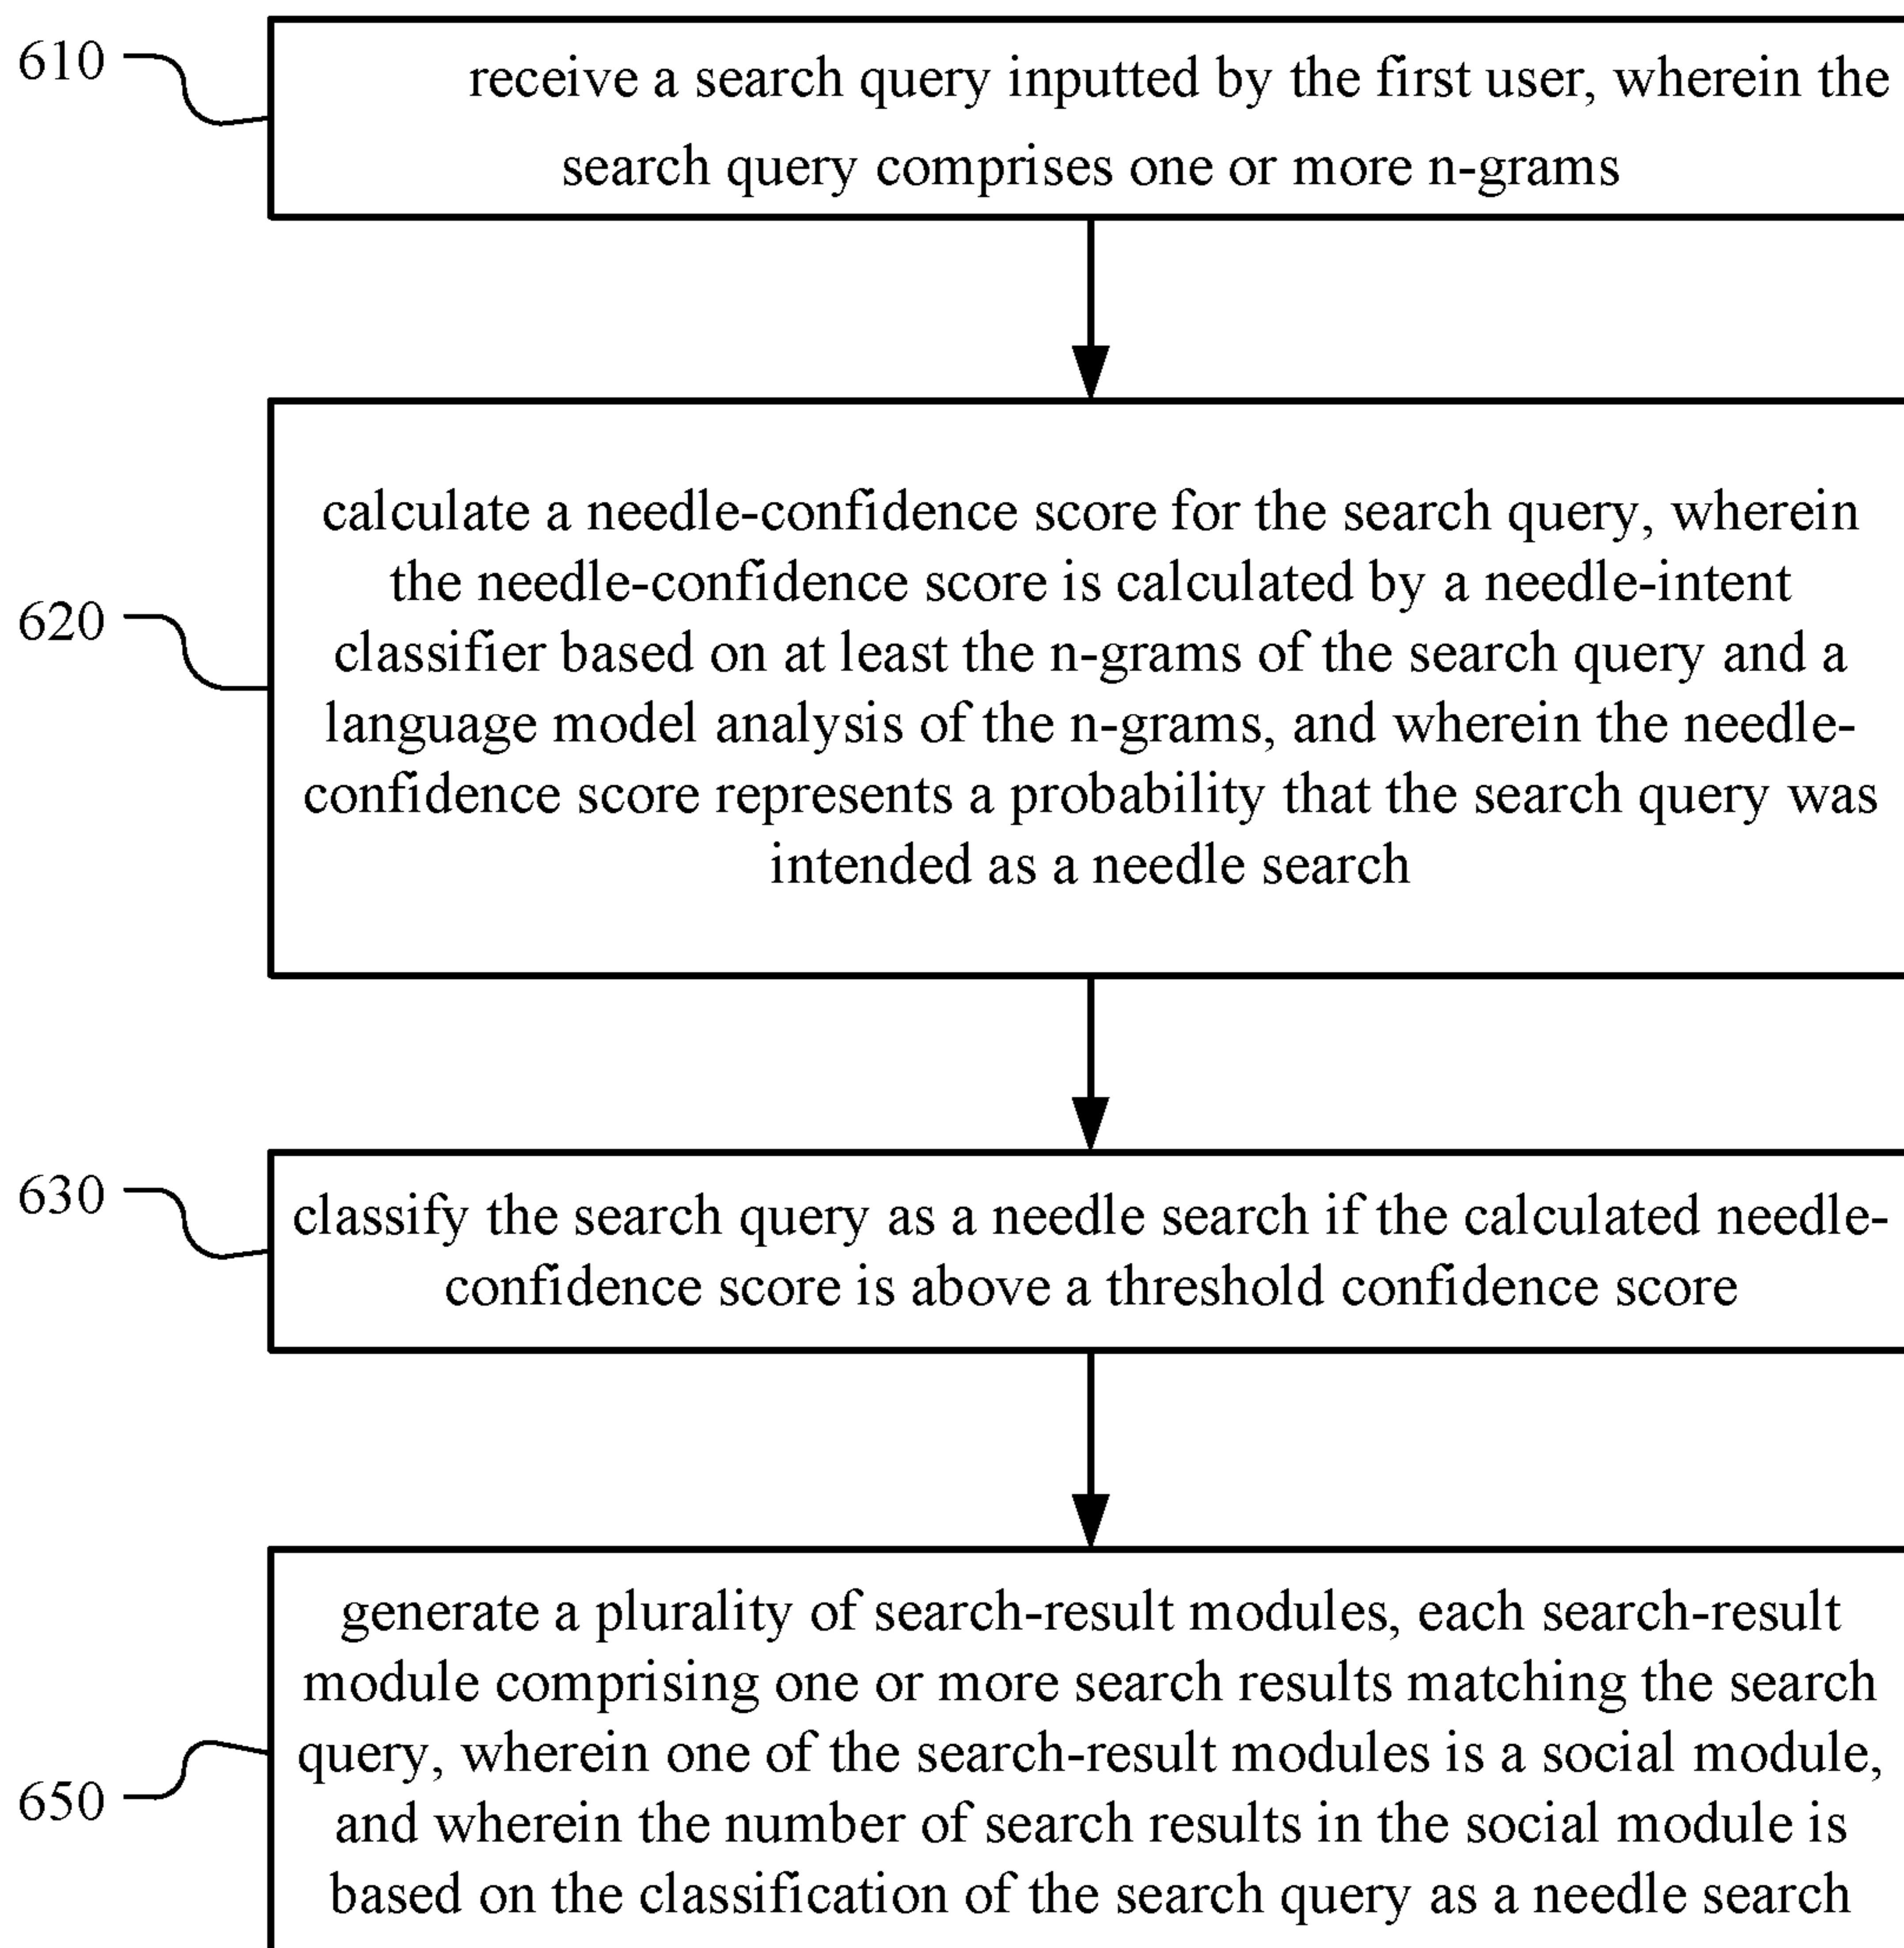 610
receive a search query inputted by the first user, wherein the
search query comprises one or more n-grams
620
calculate a needle-confidence score for the search query, wherein
the needle-confidence score is calculated by a needle-intent
classifier based on at least the n-grams of the search query and a
language model analysis of the n-grams, and wherein the needle-
confidence score represents a probability that the search query was
intended as a needle search
630
classify the search query as a needle search if the calculated needle-
confidence score is above a threshold confidence score
650
generate a plurality of search-result modules, each search-result
module comprising one or more search results matching the search
query, wherein one of the search-result modules is a social module,
and wherein the number of search results in the social module is
based on the classification of the search query as a needle search